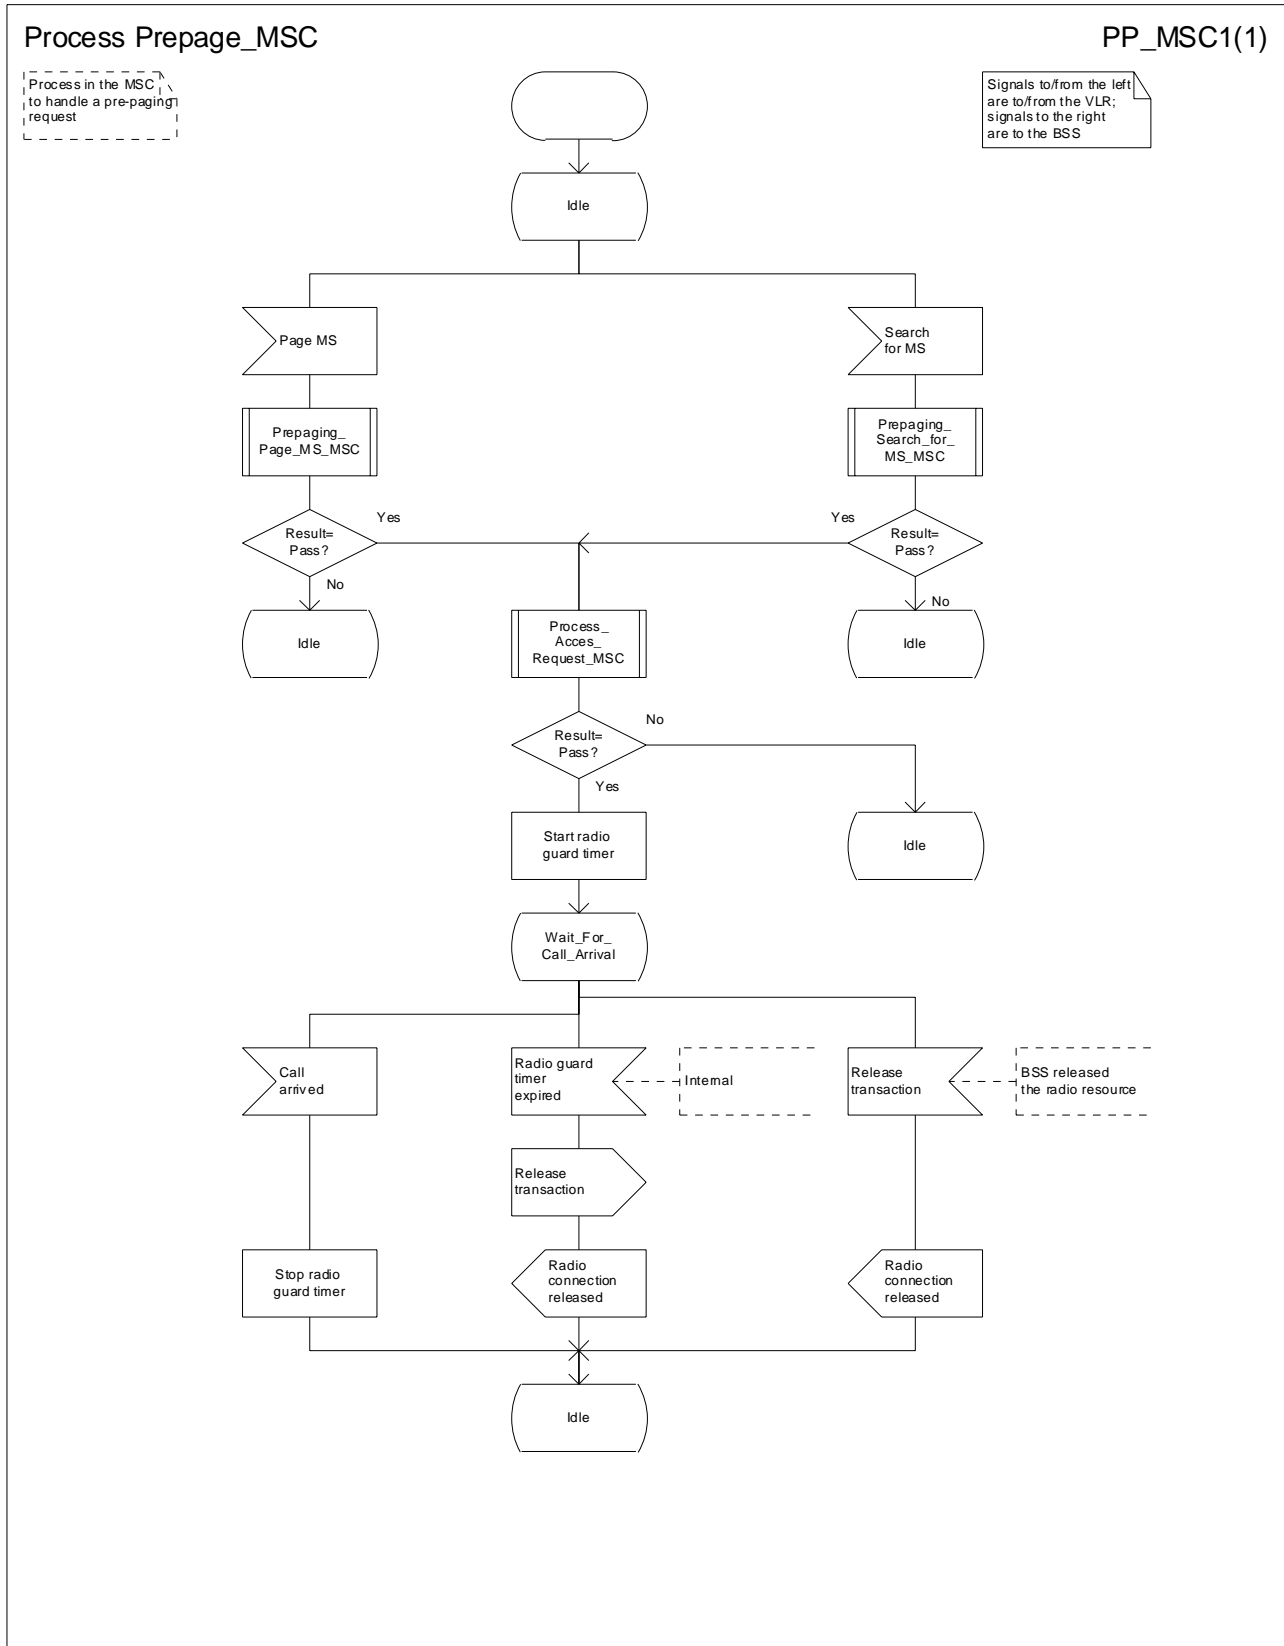 Process Prepage_MSC
PP_MSC1(1)
Process in the MSC
to handle a pre-paging
request
Signals to/from the left
are to/from the VLR;
signals to the right
are to the BSS
Idle
Page MS
Search
for MS
Prepaging_
Page_MS_MSC
Prepaging_
Search_for_
MS_MSC
Result=
Pass?
Yes
No
Yes
Result=
Pass?
No
Idle
Process_
Acces_
Request_MSC
Idle
Result=
Pass?
No
Yes
Start radio
guard timer
Idle
Wait_For_
Call_Arrival
Call
arrived
Radio guard
timer
expired
Internal
Release
transaction
BSS released
the radio resource
Release
transaction
Stop radio
guard timer
Radio
connection
released
Radio
connection
released
Idle